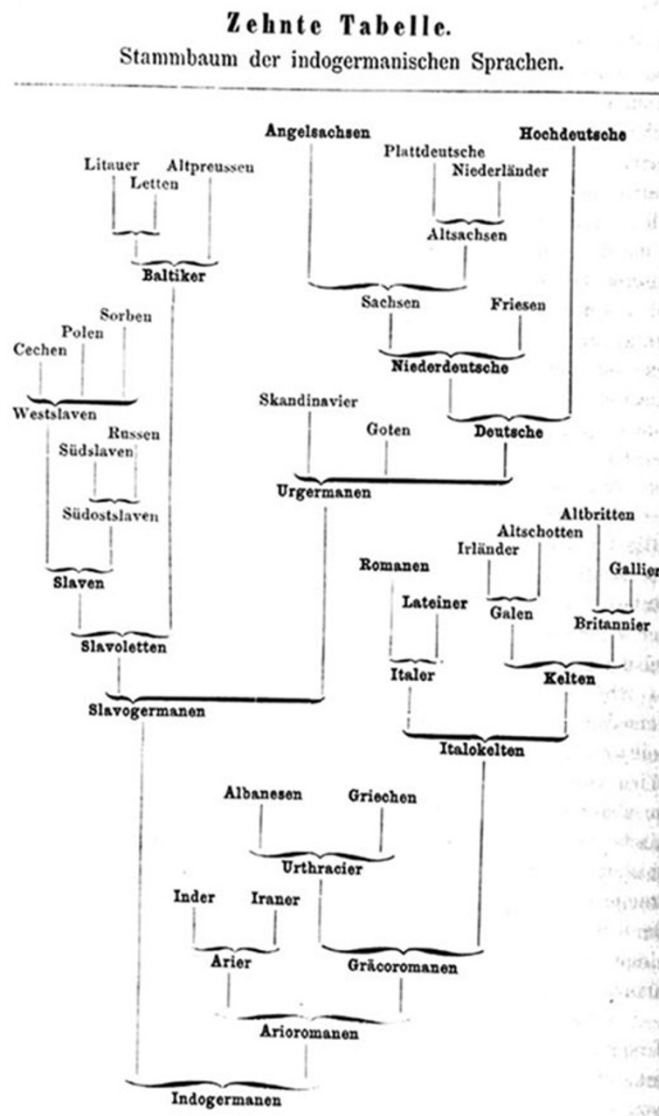 Zehnte Tabelle.
Stammbaum der indogermanischen Sprachen.
Angelsachsen Hochdeutsche
Plattdeutsche
Litauer Altpreussen Niederländer
Letten
Altsachsen
Baltiker
Sachsen Friesen
Sorben
Polen
Cechen
Niederdeutsche
Skandinavier
Westslaven
Russen Goten Deutsche
Südslaven
Urgermanen
Südostslaven Altbritten
Altschotten
Irländer
Romanen Gallier
Slaven
Lateiner Galen Britannier
Slavoletten
Italer Kelten
Slavogermanen
Italokelten
Albanesen Griechen
Urthracier
Inder Iraner
Arier Gräcoromanen
Arioromanen
Indogermanen